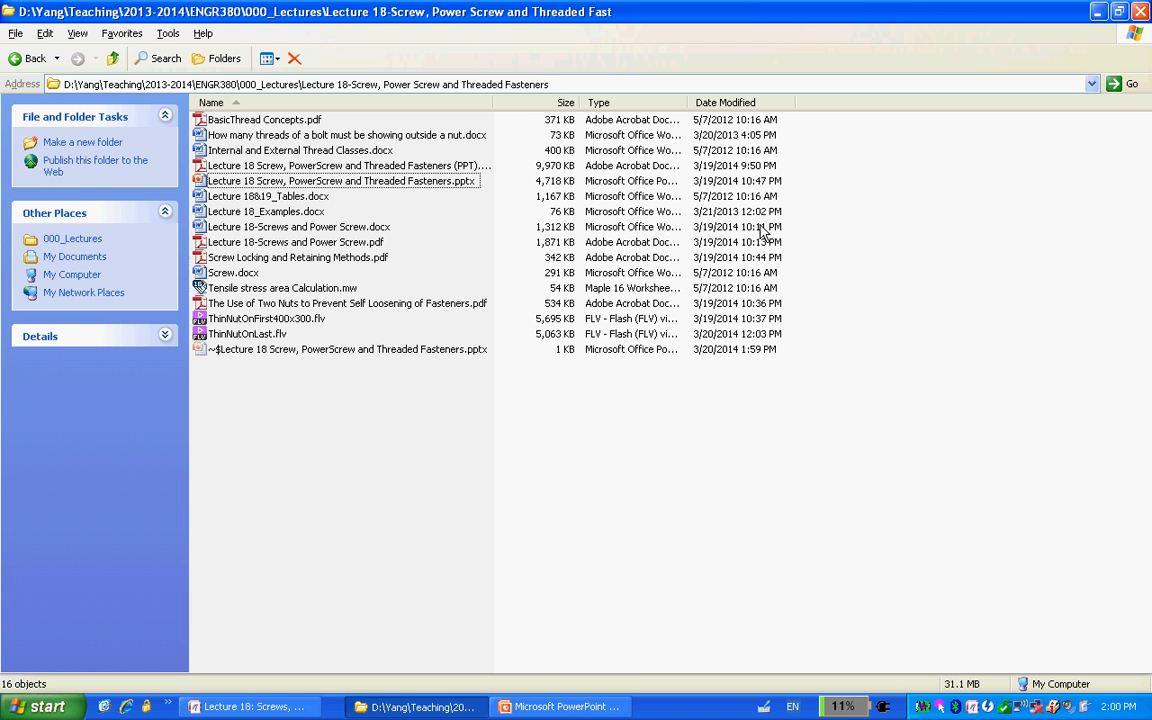 D:\Yang\Teaching\2013-2014\ENGR380\000_Lectures\Lecture 18-Screw, Power Screw and Threaded Fast
File Edit View Favorites Tools Help
Back Search Folders
Address D:\Yang\Teaching\2013-2014\ENGR380\000_Lectures\Lecture 18-Screw, Power Screw and Threaded Fasteners Go
File and Folder Tasks
Make a new folder
Publish this folder to the
Web
Other Places
000_Lectures
My Documents
My Computer
My Network Places
Details
Name Size Type Date Modified
BasicThread Concepts.pdf 371 KB Adobe Acrobat Doc... 5/7/2012 10:16 AM
How many threads of a bolt must be showing outside a nut.docx 73 KB Microsoft Office Wo... 3/20/2013 4:05 PM
Internal and External Thread Classes.docx 400 KB Microsoft Office Wo... 5/7/2012 10:16 AM
Lecture 18 Screw, PowerScrew and Threaded Fasteners (PPT).... 9,970 KB Adobe Acrobat Doc... 3/19/2014 9:50 PM
Lecture 18 Screw, PowerScrew and Threaded Fasteners.pptx 4,718 KB Microsoft Office Po... 3/19/2014 10:47 PM
Lecture 18&19_Tables.docx 1,167 KB Microsoft Office Wo... 5/7/2012 10:16 AM
Lecture 18_Examples.docx 76 KB Microsoft Office Wo... 3/21/2013 12:02 PM
Lecture 18-Screws and Power Screw.docx 1,312 KB Microsoft Office Wo... 3/19/2014 PM
Lecture 18-Screws and Power Screw.pdf 1,871 KB Adobe Acrobat Doc... 3/19/2014 10:13 PM
Screw Locking and Retaining Methods.pdf 342 KB Adobe Acrobat Doc... 3/19/2014 10:44 PM
Screw.docx 291 KB Microsoft Office Wo... 5/7/2012 10:16 AM
Tensile stress area Calculation.mw 54 KB Maple 16 Workshee... 5/7/2012 10:16 AM
The Use of Two Nuts to Prevent Self Loosening of Fasteners.pdf 534 KB Adobe Acrobat Doc... 3/19/2014 10:36 PM
ThinNutOnFirst400x300.flv 5,695 KB FLV - Flash (FLV) vi... 3/19/2014 10:37 PM
ThinNutOnLast.flv 5,063 KB FLV - Flash (FLV) vi... 3/20/2014 12:03 PM
~$Lecture 18 Screw, PowerScrew and Threaded Fasteners.pptx 1 KB Microsoft Office Po... 3/20/2014 1:59 PM
16 objects 31.1 MB My Computer
start Lecture 18: Screws, ... D:\Yang\Teaching\20... Microsoft PowerPoint ... EN 11% 2:00 PM